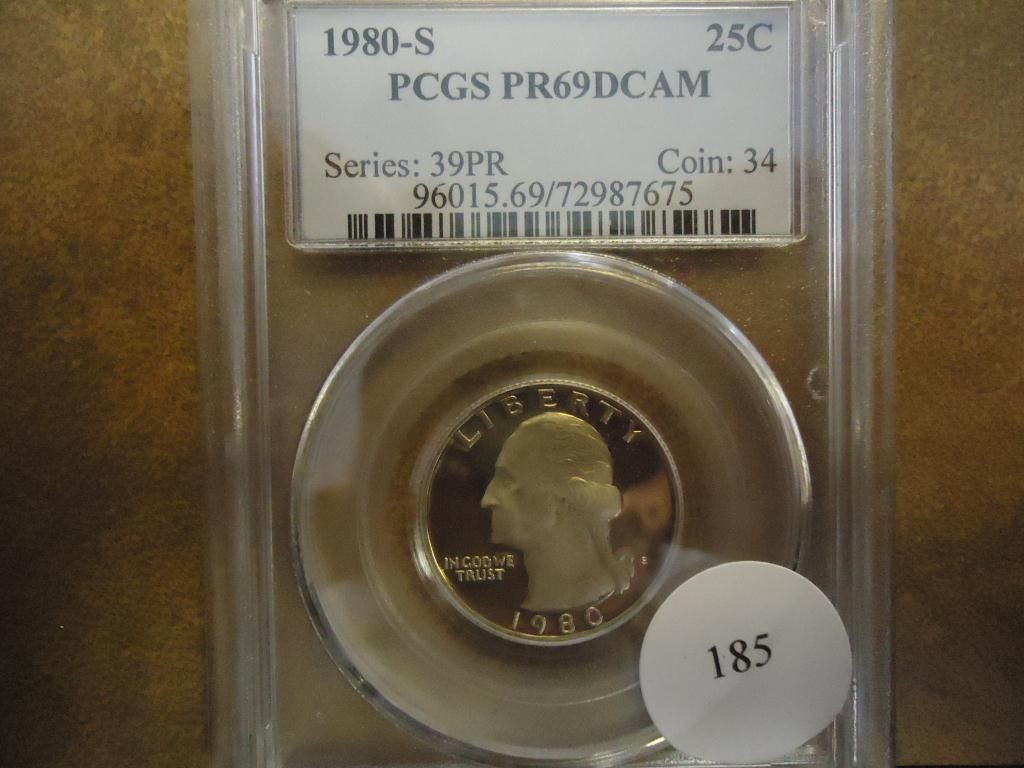 1980-S 25C
PCGS PR69DCAM
Series: 39PR Coin: 34
96015.69/72987675
LIBERTY
IN GOD WE
TRUST
S
1980
185